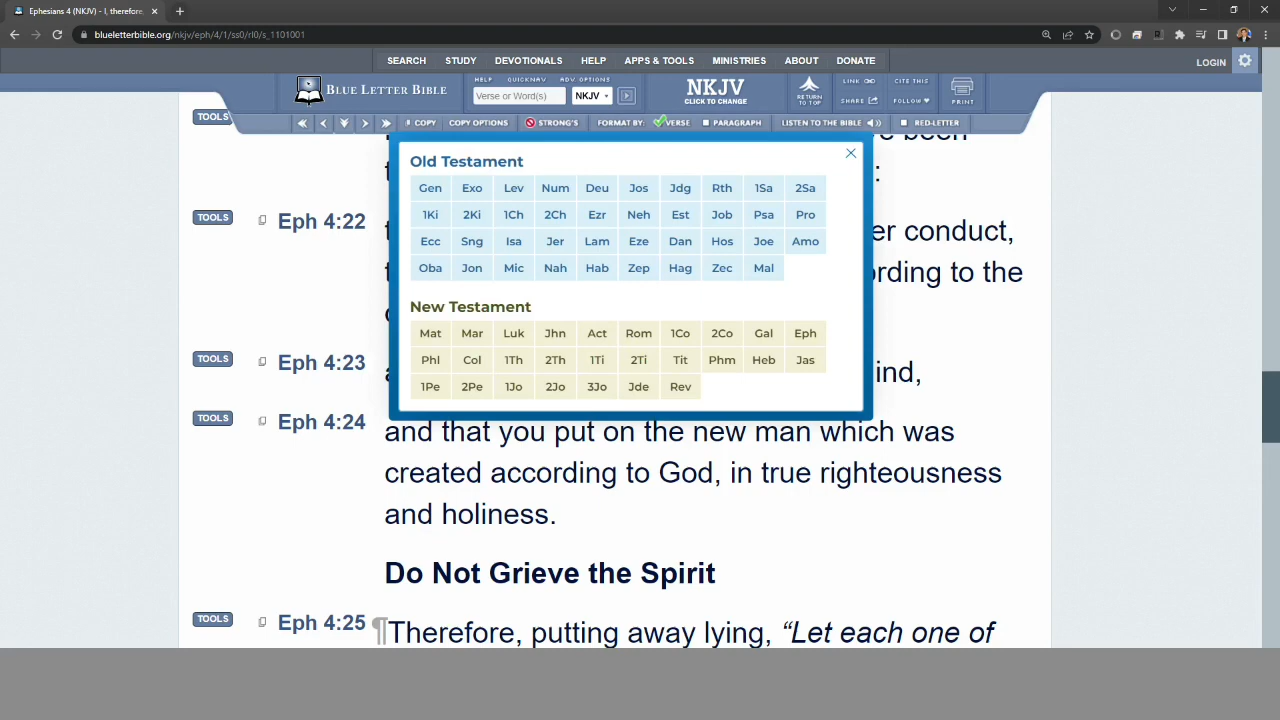 Ephesians 4 (NKJV) - I, therefore,
blueletterbible.org/nkjv/eph/4/1/ss0/rl0/s_1101001
SEARCH STUDY DEVOTIONALS HELP APPS & TOOLS MINISTRIES ABOUT DONATE
LOGIN
BLUE LETTER BIBLE
HELP QUICKNAV ADV. OPTIONS
Verse or Word(s) NKJV
NKJV
CLICK TO CHANGE
RETURN
TO TOP
LINK
SHARE
CITE THIS
FOLLOW
PRINT
COPY COPY OPTIONS STRONG'S FORMAT BY: VERSE PARAGRAPH LISTEN TO THE BIBLE RED-LETTER
TOOLS
been
:
Old Testament
Gen Exo Lev Num Deu Jos Jdg Rth 1Sa 2Sa
1Ki 2Ki 1Ch 2Ch Ezr Neh Est Job Psa Pro
Ecc Sng Isa Jer Lam Eze Dan Hos Joe Amo
Oba Jon Mic Nah Hab Zep Hag Zec Mal
New Testament
Mat Mar Luk Jhn Act Rom 1Co 2Co Gal Eph
Phl Col 1Th 2Th 1Ti 2Ti Tit Phm Heb Jas
1Pe 2Pe 1Jo 2Jo 3Jo Jde Rev
TOOLS Eph 4:22
er conduct,
rding to the
TOOLS Eph 4:23
ind,
TOOLS Eph 4:24 and that you put on the new man which was
created according to God, in true righteousness
and holiness.
Do Not Grieve the Spirit
TOOLS Eph 4:25 ¶Therefore, putting away lying, “Let each one of